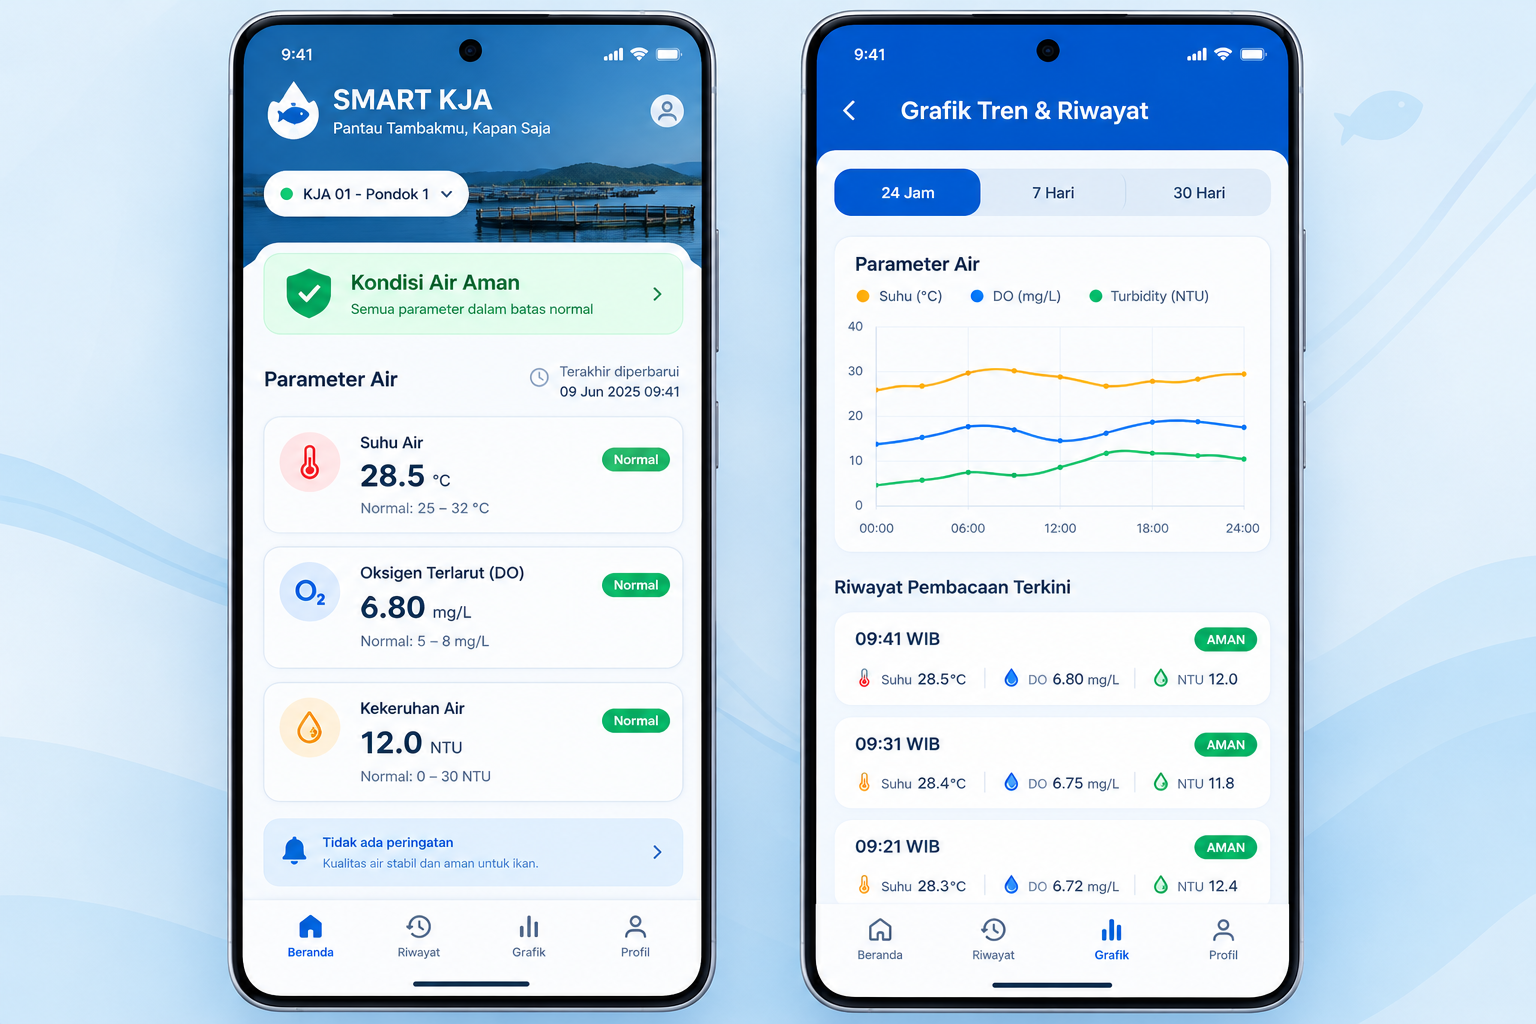 9:41
SMART KJA
Pantau Tambakmu, Kapan Saja
KJA 01 - Pondok 1
Kondisi Air Aman
Semua parameter dalam batas normal
Parameter Air
Terakhir diperbarui
09 Jun 2025 09:41
Suhu Air
28.5 °C
Normal: 25 – 32 °C
Normal
O₂
Oksigen Terlarut (DO)
6.80 mg/L
Normal: 5 – 8 mg/L
Normal
Kekeruhan Air
12.0 NTU
Normal: 0 – 30 NTU
Normal
Tidak ada peringatan
Kualitas air stabil dan aman untuk ikan.
Beranda Riwayat Grafik Profil
9:41
Grafik Tren & Riwayat
24 Jam 7 Hari 30 Hari
Parameter Air
Suhu (°C) DO (mg/L) Turbidity (NTU)
40
30
20
10
0
00:00 06:00 12:00 18:00 24:00
Riwayat Pembacaan Terkini
09:41 WIB AMAN
Suhu 28.5°C DO 6.80 mg/L NTU 12.0
09:31 WIB AMAN
Suhu 28.4°C DO 6.75 mg/L NTU 11.8
09:21 WIB AMAN
Suhu 28.3°C DO 6.72 mg/L NTU 12.4
Beranda Riwayat Grafik Profil